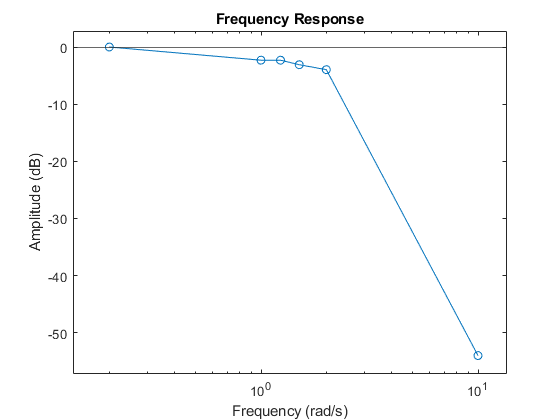 Frequency Response
Amplitude (dB)
0
-10
-20
-30
-40
-50
10^0
10^1
Frequency (rad/s)